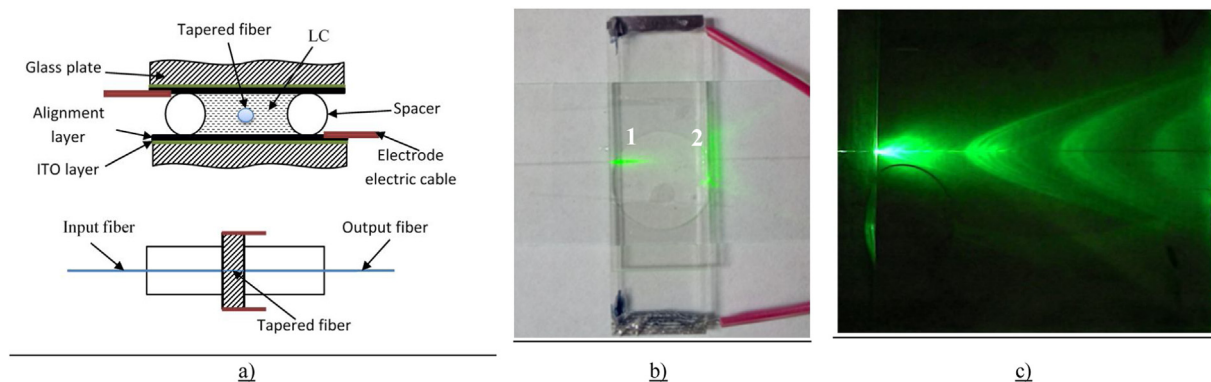 Tapered fiber
LC
Glass plate
Alignment
layer
ITO layer
Spacer
Electrode
electric cable
Input fiber
Output fiber
Tapered fiber
a)
1
2
b)
c)